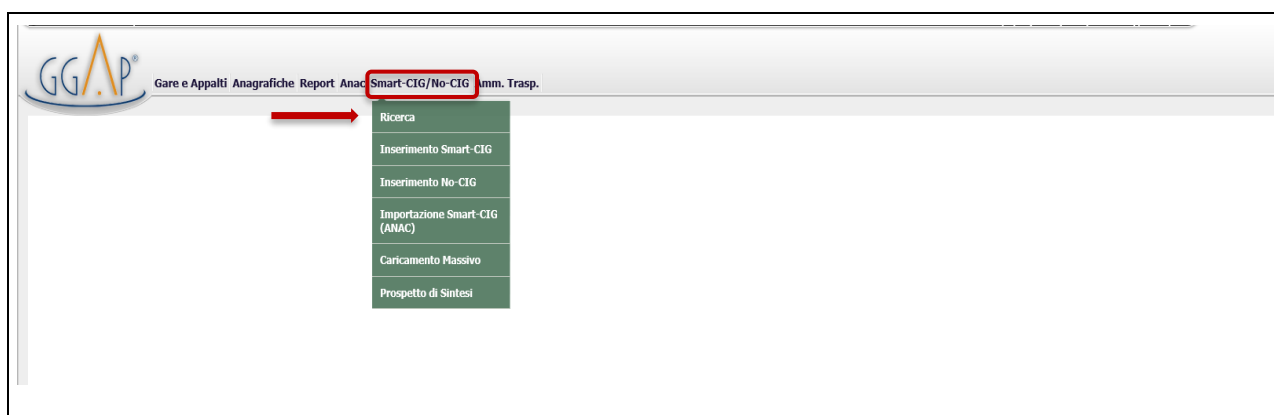 GGAP®
Gare e Appalti Anagrafiche Report Anac Smart-CIG/No-CIG Amm. Trasp.
Ricerca
Inserimento Smart-CIG
Inserimento No-CIG
Importazione Smart-CIG
(ANAC)
Caricamento Massivo
Prospetto di Sintesi